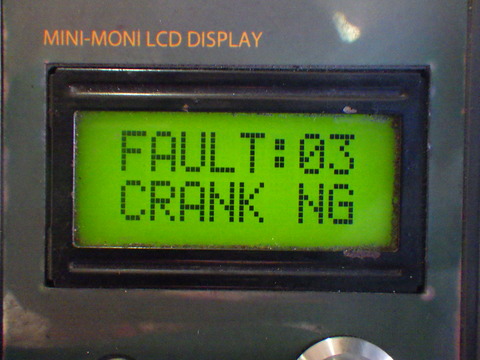 MINI-MONI LCD DISPLAY
FAULT:03
CRANK NG